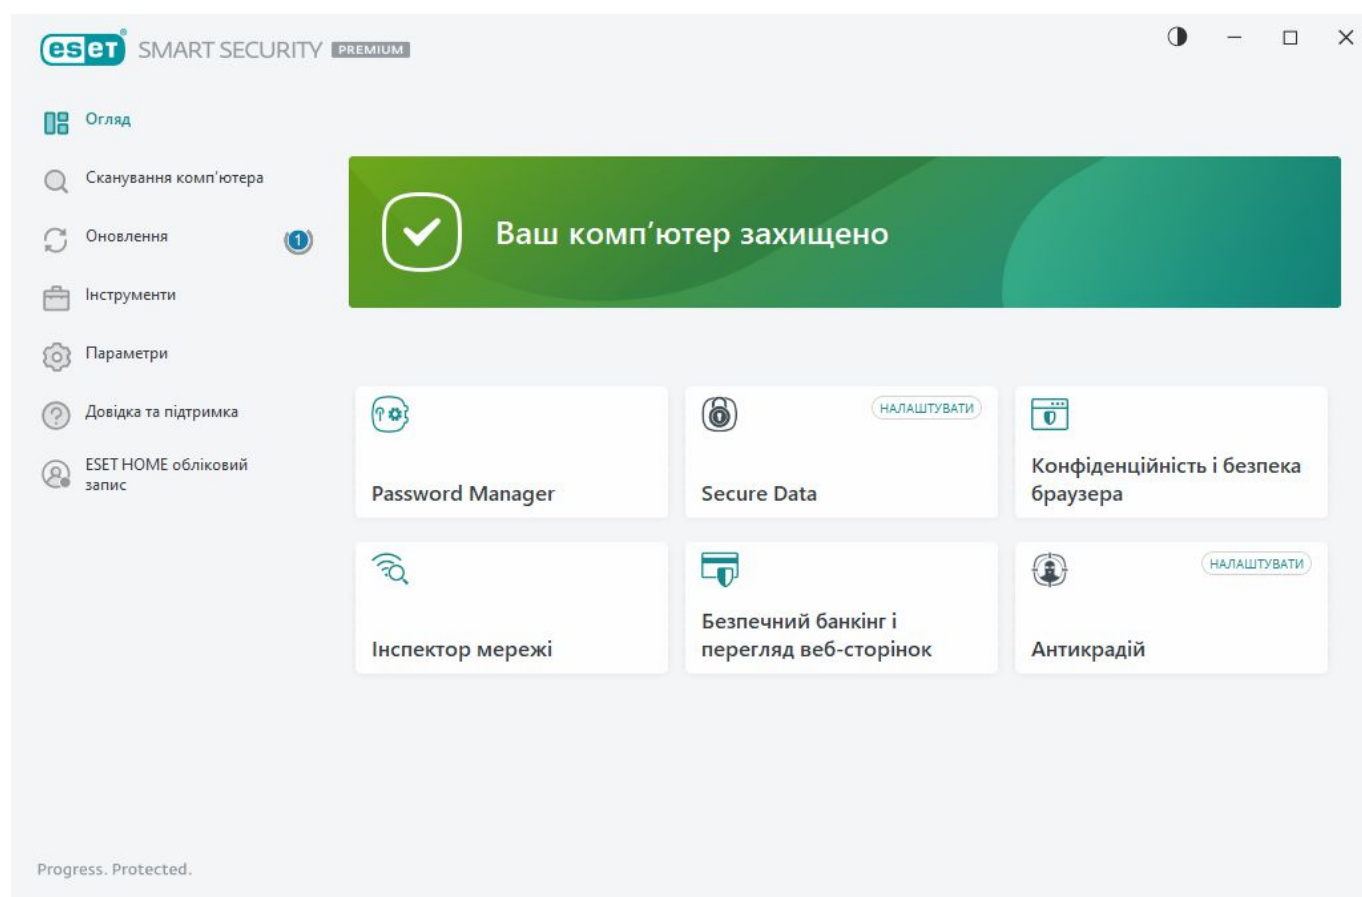 eset SMART SECURITY PREMIUM
Огляд
Сканування комп'ютера
Оновлення 1
Інструменти
Параметри
Довідка та підтримка
ESET HOME обліковий
запис
Ваш комп'ютер захищено
Password Manager
НАЛАШТУВАТИ
Secure Data
Конфіденційність і безпека
браузера
Інспектор мережі
Безпечний банкінг і
перегляд веб-сторінок
НАЛАШТУВАТИ
Антикрадій
Progress. Protected.